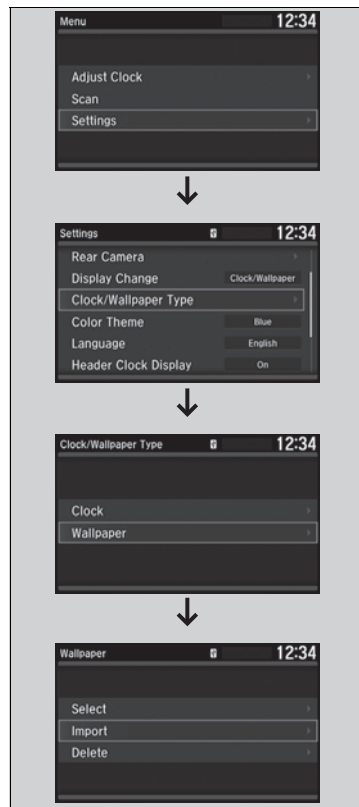 Menu 12:34
Adjust Clock
Scan
Settings
Settings 12:34
Rear Camera
Display Change Clock/Wallpaper
Clock/Wallpaper Type
Color Theme Blue
Language English
Header Clock Display On
Clock/Wallpaper Type 12:34
Clock
Wallpaper
Wallpaper 12:34
Select
Import
Delete